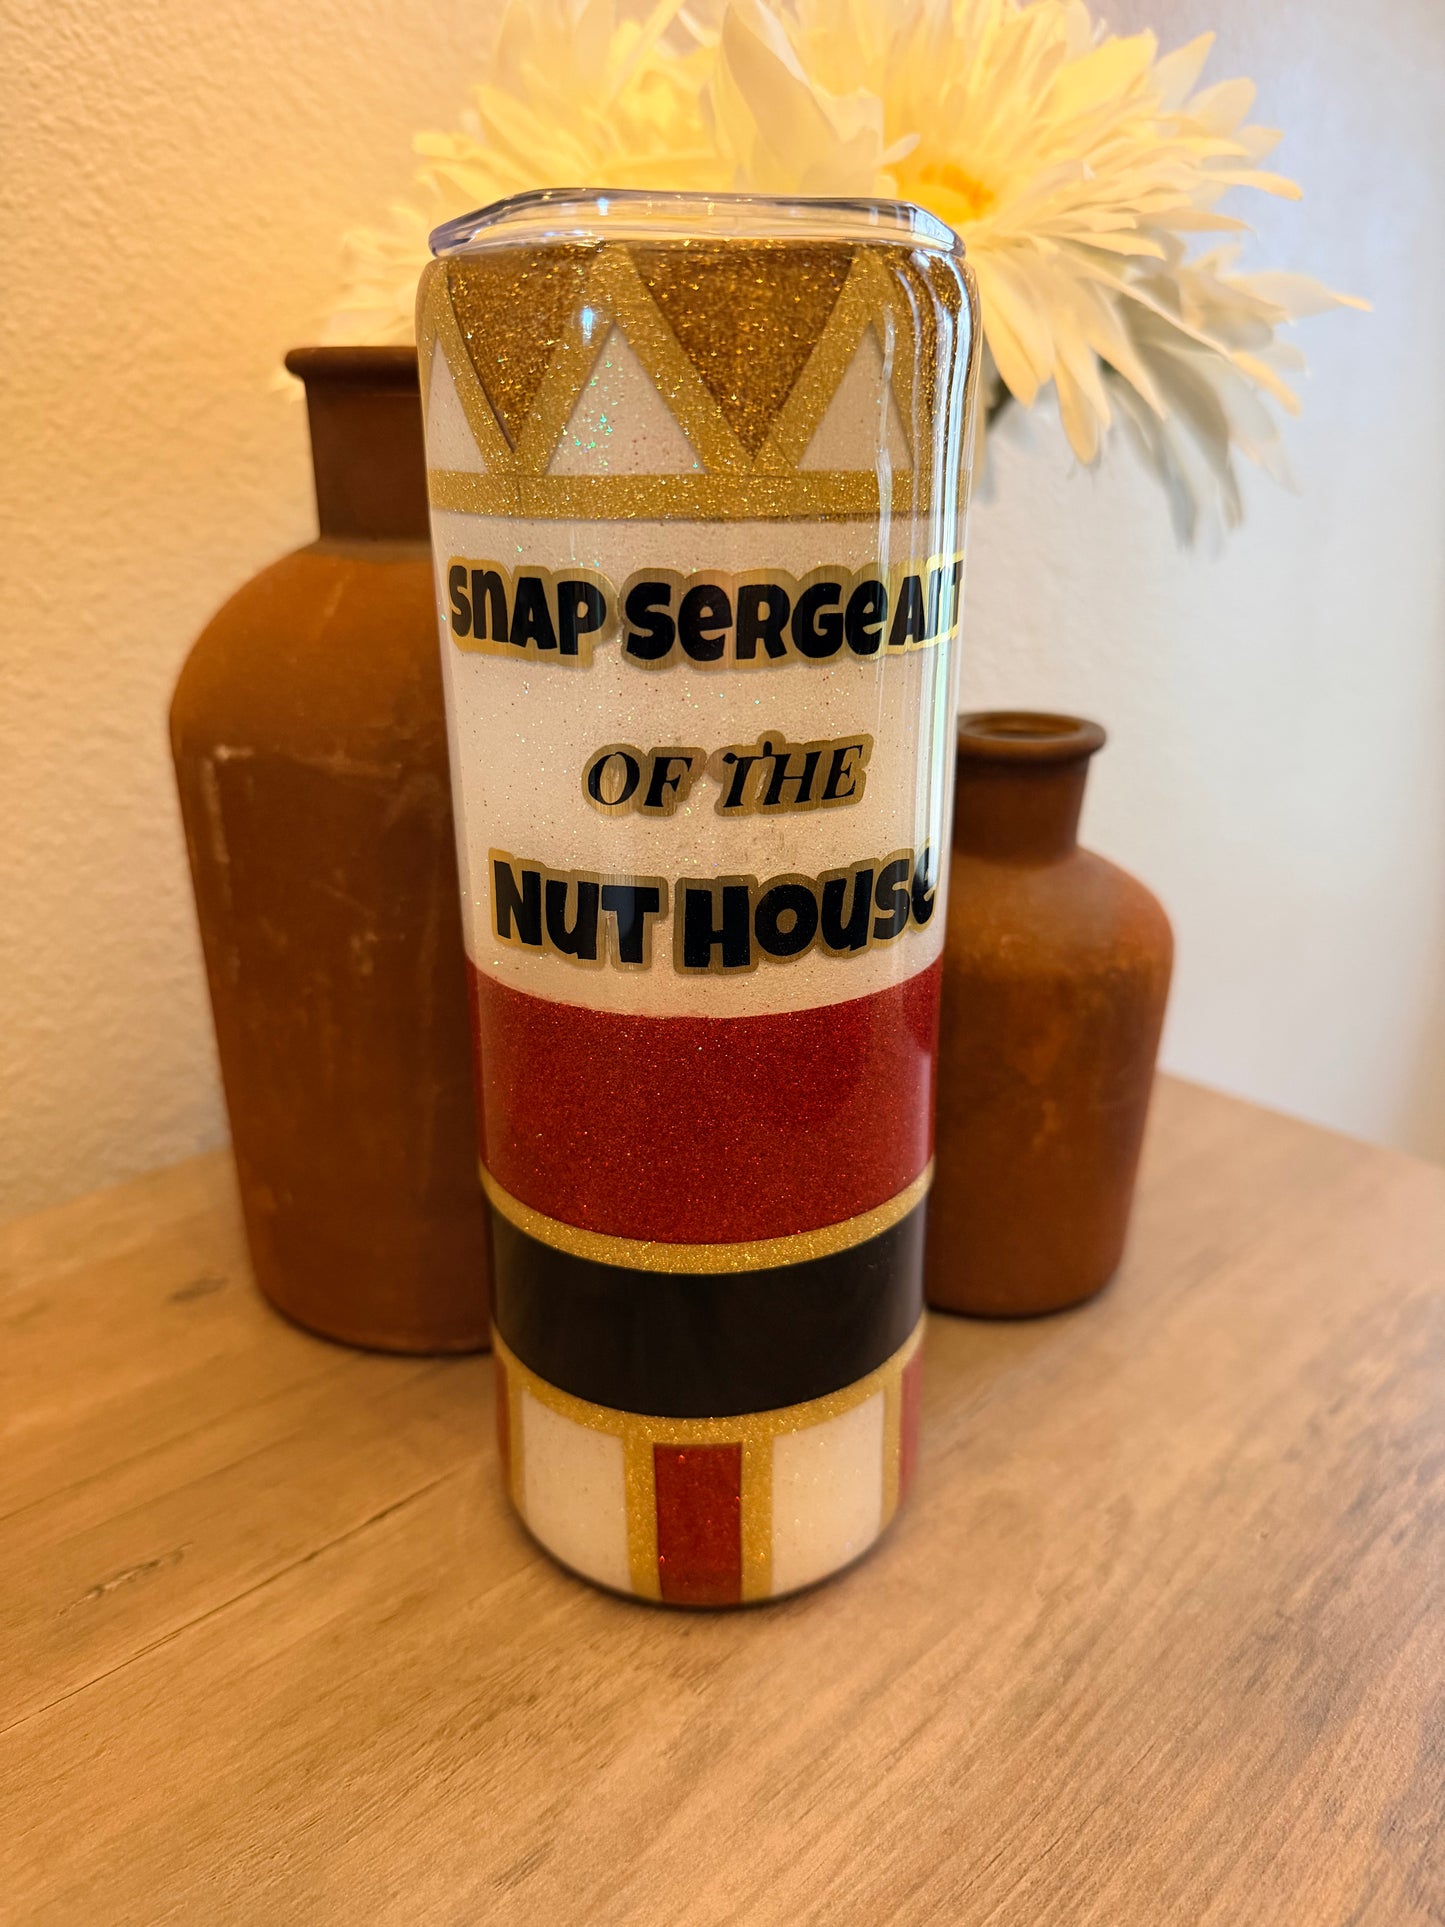 SNAP SERGEANT
OF THE
NUT HOUSE